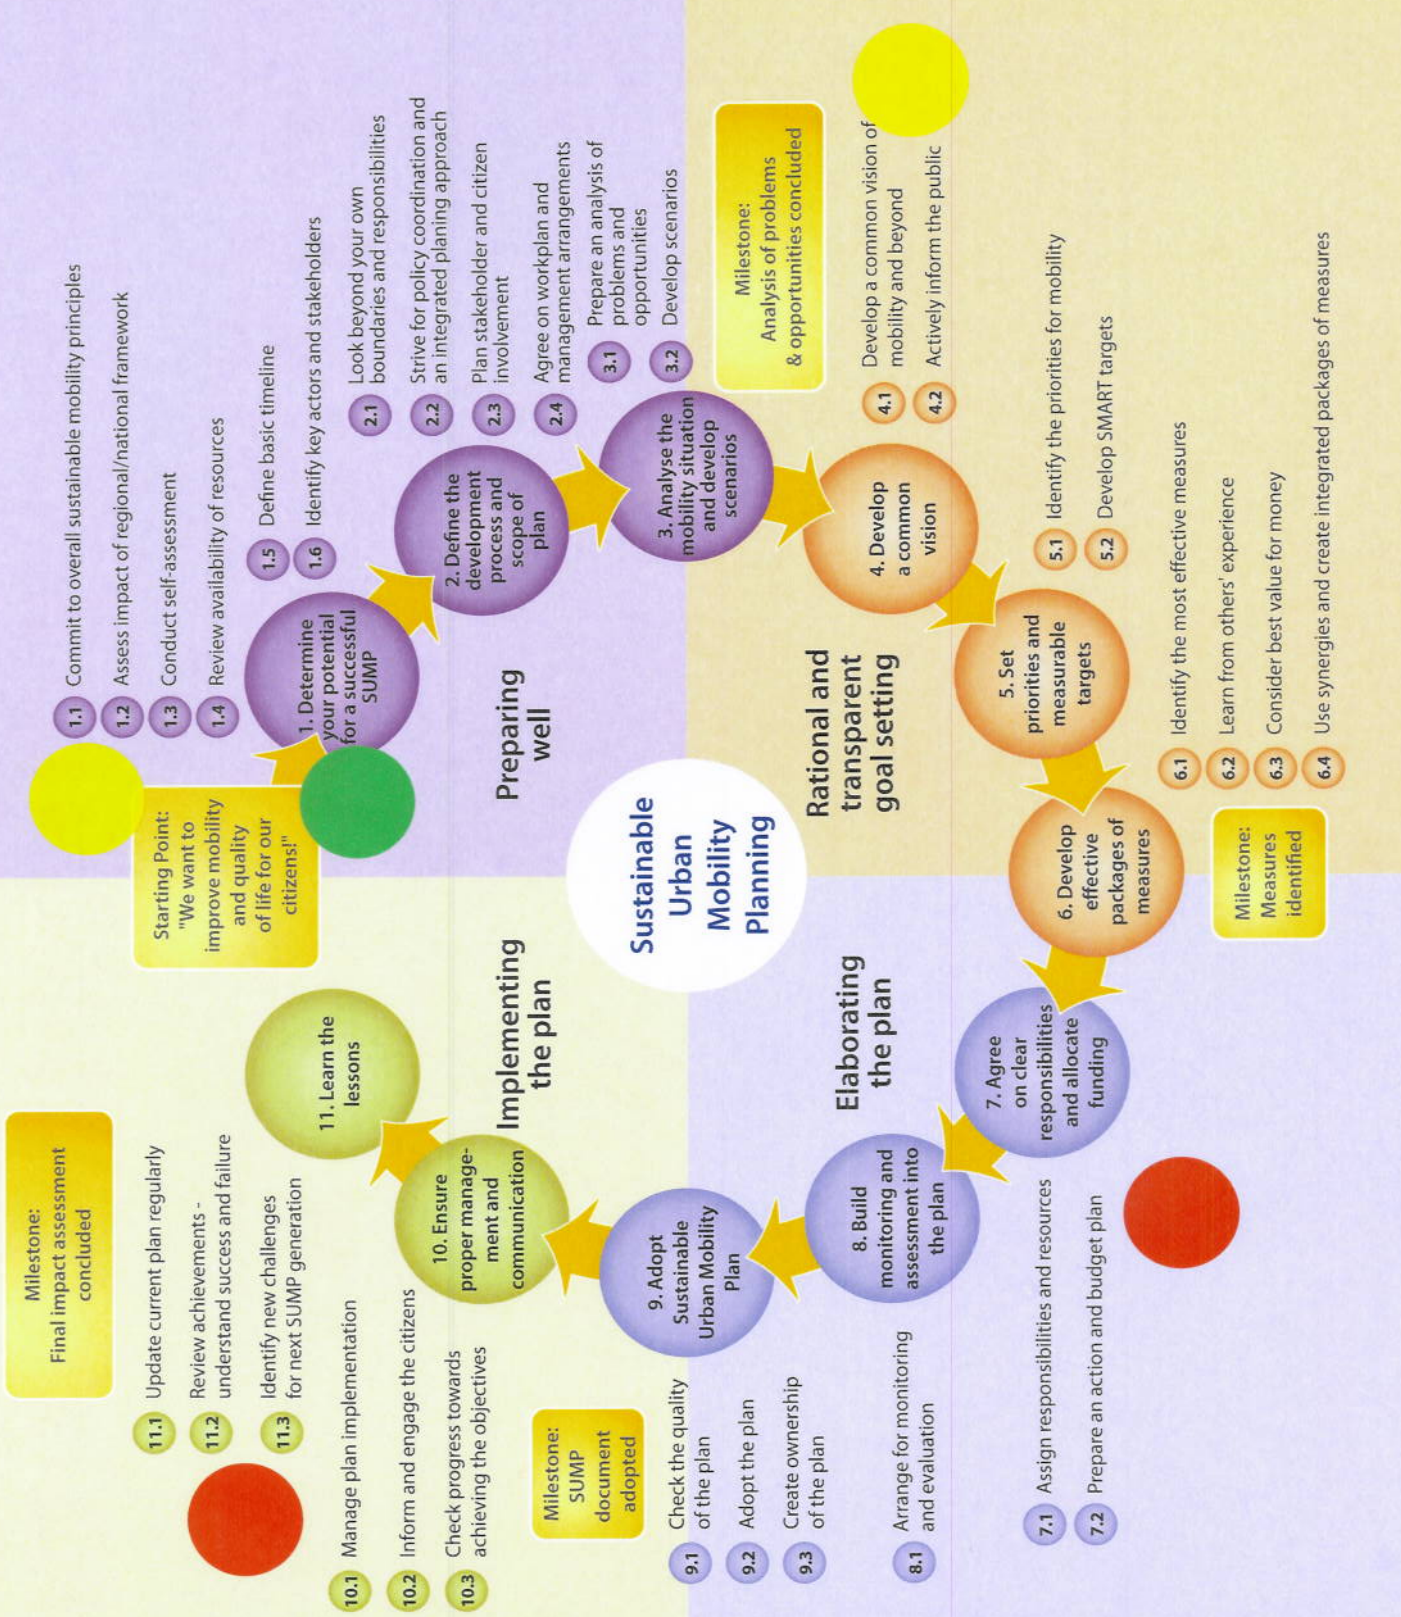 Starting Point:
"We want to
improve mobility
and quality
of life for our
citizens!"
1.1 Commit to overall sustainable mobility principles
1.2 Assess impact of regional/national framework
1.3 Conduct self-assessment
1.4 Review availability of resources
1.5 Define basic timeline
1.6 Identify key actors and stakeholders
1. Determine
your potential
for a successful
SUMP
2.1 Look beyond your own
boundaries and responsibilities
2.2 Strive for policy coordination and
an integrated planing approach
2.3 Plan stakeholder and citizen
involvement
2.4 Agree on workplan and
management arrangements
2. Define the
development
process and
scope of
plan
3.1 Prepare an analysis of
problems and
opportunities
3.2 Develop scenarios
3. Analyse the
mobility situation
and develop
scenarios
Preparing
well
Milestone:
Analysis of problems
& opportunities concluded
4.1 Develop a common vision of
mobility and beyond
4.2 Actively inform the public
4. Develop
a common
vision
5.1 Identify the priorities for mobility
5.2 Develop SMART targets
5. Set
priorities and
measurable
targets
6.1 Identify the most effective measures
6.2 Learn from others' experience
6.3 Consider best value for money
6.4 Use synergies and create integrated packages of measures
6. Develop
effective
packages of
measures
Rational and
transparent
goal setting
Milestone:
Measures
identified
Sustainable
Urban
Mobility
Planning
7. Agree
on clear
responsibilities
and allocate
funding
7.1 Assign responsibilities and resources
7.2 Prepare an action and budget plan
8. Build
monitoring and
assessment into
the plan
8.1 Arrange for monitoring
and evaluation
Elaborating
the plan
9. Adopt
Sustainable
Urban Mobility
Plan
9.1 Check the quality
of the plan
9.2 Adopt the plan
9.3 Create ownership
of the plan
Milestone:
SUMP
document
adopted
10. Ensure
proper manage-
ment and
communication
10.1 Manage plan implementation
10.2 Inform and engage the citizens
10.3 Check progress towards
achieving the objectives
Implementing
the plan
11. Learn the
lessons
11.1 Update current plan regularly
11.2 Review achievements -
understand success and failure
11.3 Identify new challenges
for next SUMP generation
Milestone:
Final impact assessment
concluded